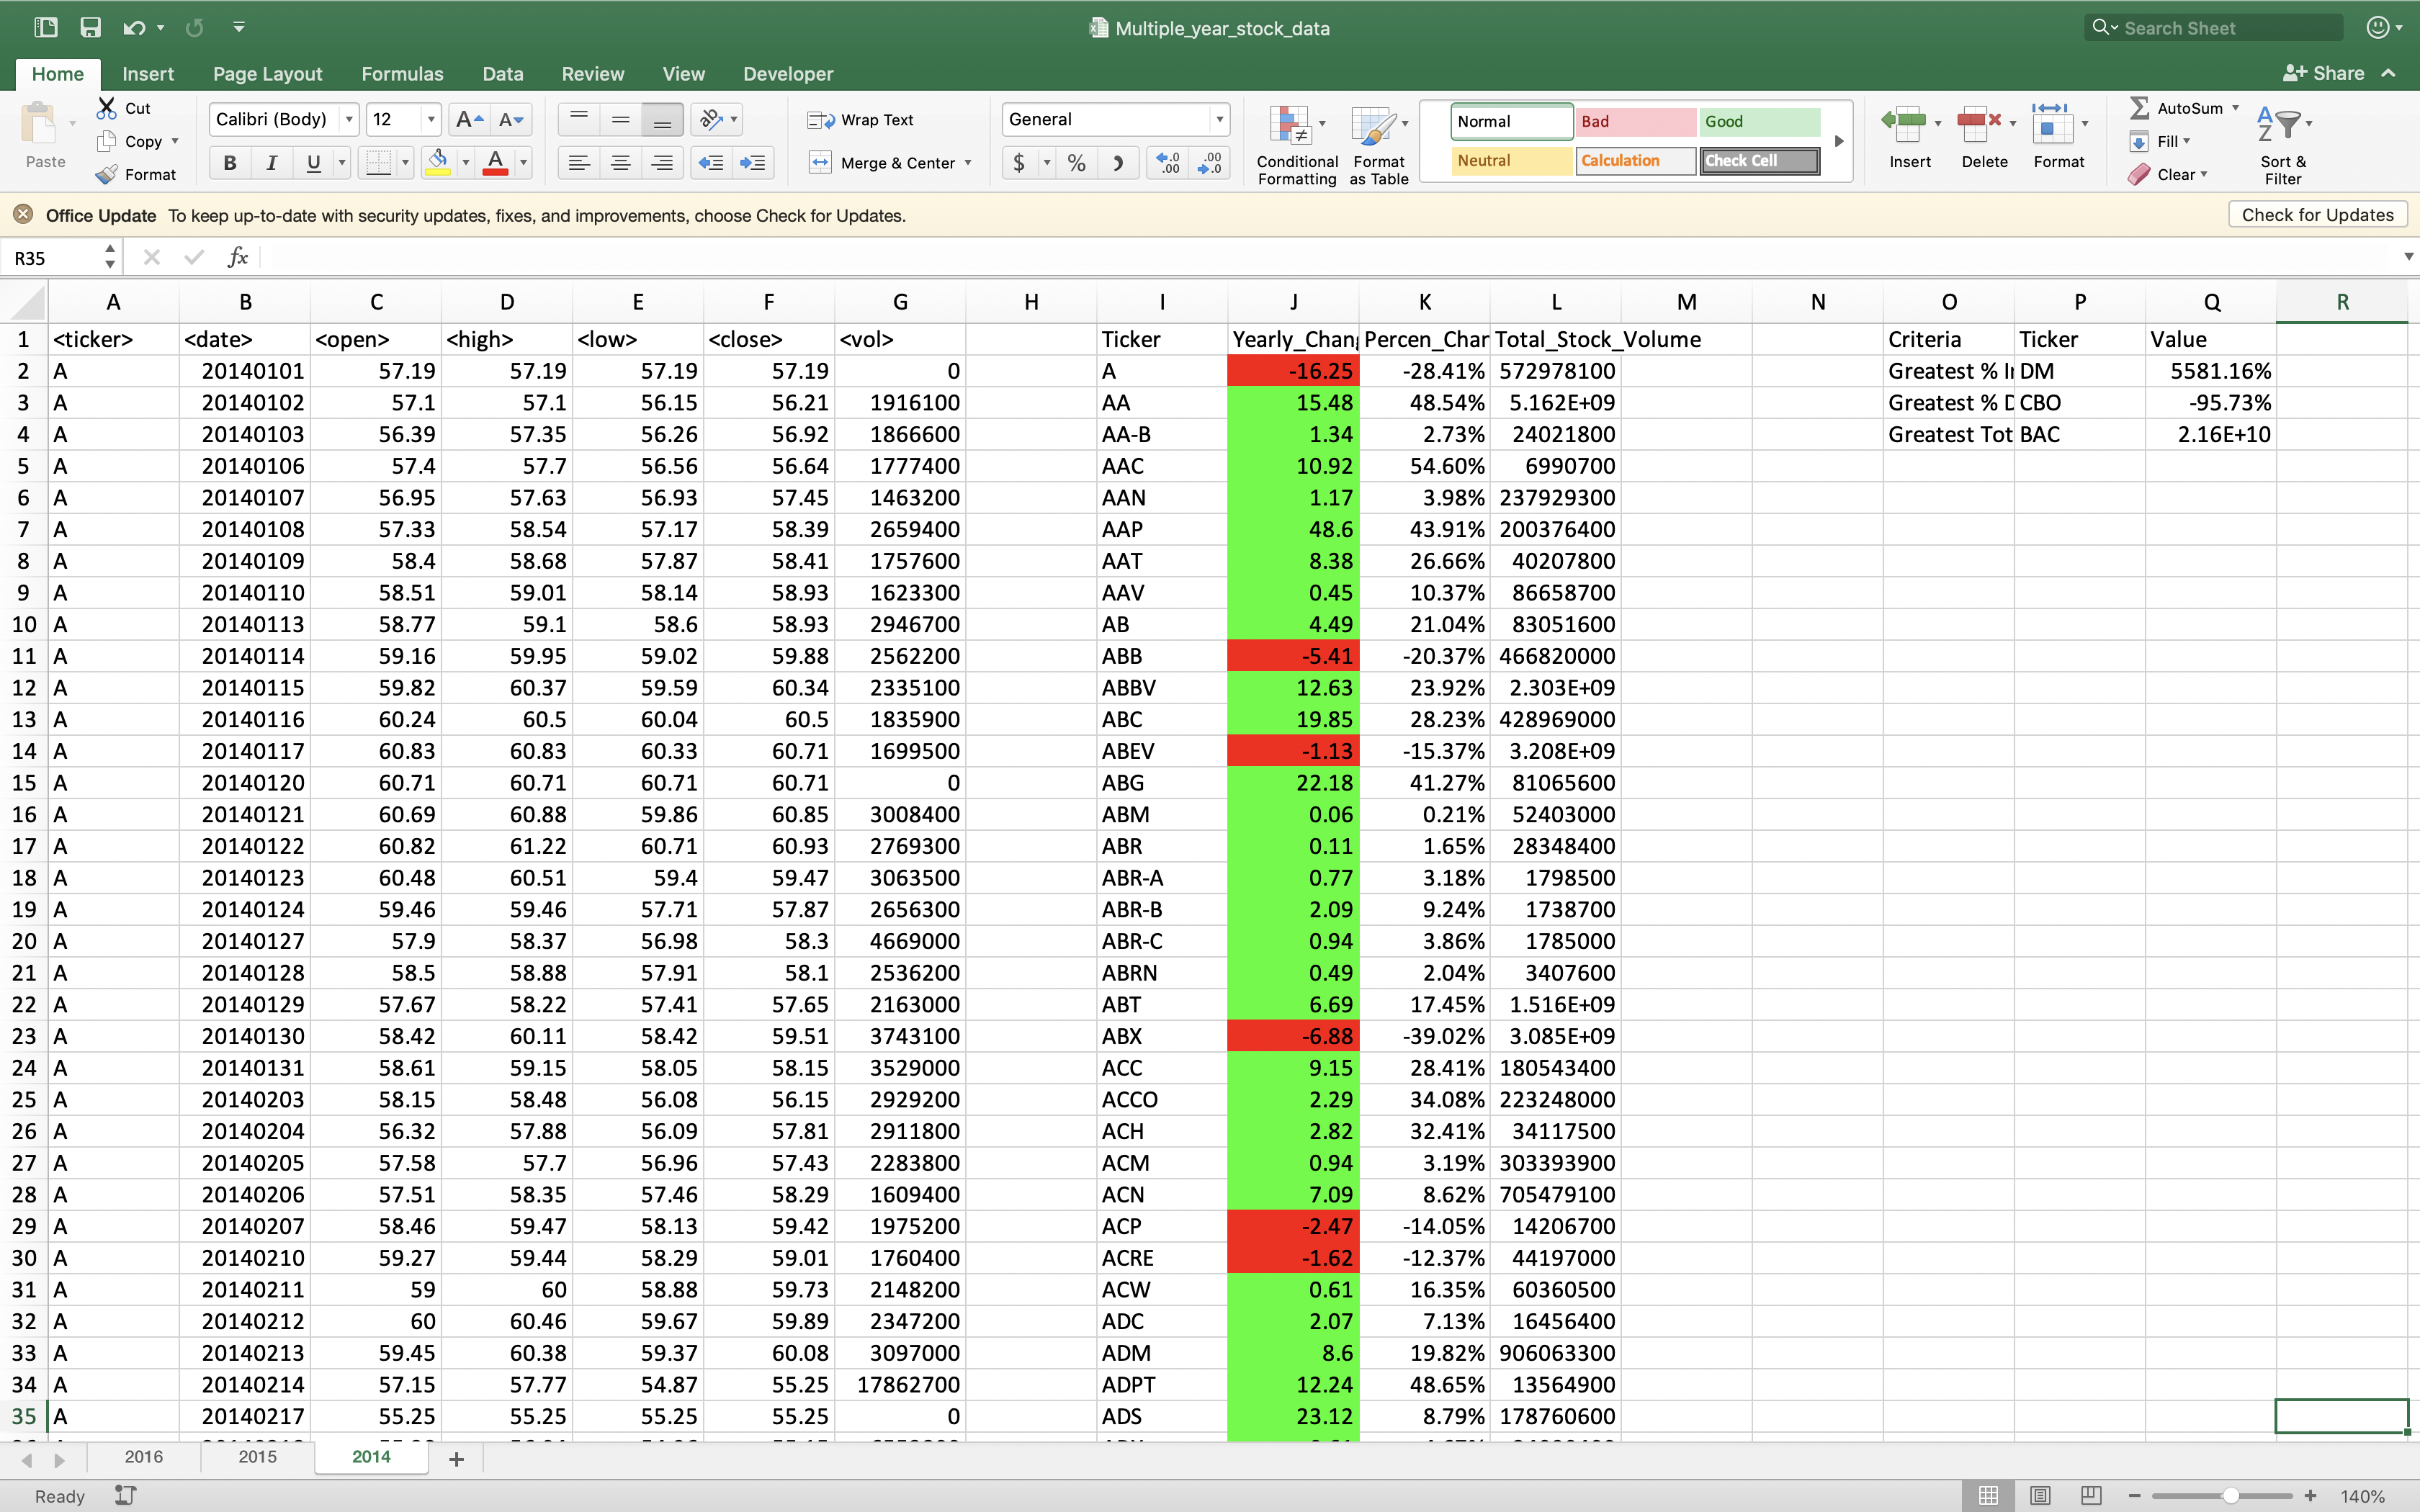 Multiple_year_stock_data
Search Sheet
Home Insert Page Layout Formulas Data Review View Developer Share
Paste
Cut
Copy
Format
Calibri (Body) 12
B I U
Wrap Text
Merge & Center
General
$ %
Conditional Formatting
Format as Table
Normal Bad Good
Neutral Calculation Check Cell
Insert Delete Format
AutoSum
Fill
Clear
Sort & Filter
Office Update To keep up-to-date with security updates, fixes, and improvements, choose Check for Updates. Check for Updates
R35 fx
A B C D E F G H I J K L M N O P Q R
1 <ticker> <date> <open> <high> <low> <close> <vol> Ticker Yearly_Chan Percen_Char Total_Stock_Volume Criteria Ticker Value
2 A 20140101 57.19 57.19 57.19 57.19 0 A -16.25 -28.41% 572978100 Greatest % I DM 5581.16%
3 A 20140102 57.1 57.1 56.15 56.21 1916100 AA 15.48 48.54% 5.162E+09 Greatest % D CBO -95.73%
4 A 20140103 56.39 57.35 56.26 56.92 1866600 AA-B 1.34 2.73% 24021800 Greatest Tot BAC 2.16E+10
5 A 20140106 57.4 57.7 56.56 56.64 1777400 AAC 10.92 54.60% 6990700
6 A 20140107 56.95 57.63 56.93 57.45 1463200 AAN 1.17 3.98% 237929300
7 A 20140108 57.33 58.54 57.17 58.39 2659400 AAP 48.6 43.91% 200376400
8 A 20140109 58.4 58.68 57.87 58.41 1757600 AAT 8.38 26.66% 40207800
9 A 20140110 58.51 59.01 58.14 58.93 1623300 AAV 0.45 10.37% 86658700
10 A 20140113 58.77 59.1 58.6 58.93 2946700 AB 4.49 21.04% 83051600
11 A 20140114 59.16 59.95 59.02 59.88 2562200 ABB -5.41 -20.37% 466820000
12 A 20140115 59.82 60.37 59.59 60.34 2335100 ABBV 12.63 23.92% 2.303E+09
13 A 20140116 60.24 60.5 60.04 60.5 1835900 ABC 19.85 28.23% 428969000
14 A 20140117 60.83 60.83 60.33 60.71 1699500 ABEV -1.13 -15.37% 3.208E+09
15 A 20140120 60.71 60.71 60.71 60.71 0 ABG 22.18 41.27% 81065600
16 A 20140121 60.69 60.88 59.86 60.85 3008400 ABM 0.06 0.21% 52403000
17 A 20140122 60.82 61.22 60.71 60.93 2769300 ABR 0.11 1.65% 28348400
18 A 20140123 60.48 60.51 59.4 59.47 3063500 ABR-A 0.77 3.18% 1798500
19 A 20140124 59.46 59.46 57.71 57.87 2656300 ABR-B 2.09 9.24% 1738700
20 A 20140127 57.9 58.37 56.98 58.3 4669000 ABR-C 0.94 3.86% 1785000
21 A 20140128 58.5 58.88 57.91 58.1 2536200 ABRN 0.49 2.04% 3407600
22 A 20140129 57.67 58.22 57.41 57.65 2163000 ABT 6.69 17.45% 1.516E+09
23 A 20140130 58.42 60.11 58.42 59.51 3743100 ABX -6.88 -39.02% 3.085E+09
24 A 20140131 58.61 59.15 58.05 58.15 3529000 ACC 9.15 28.41% 180543400
25 A 20140203 58.15 58.48 56.08 56.15 2929200 ACCO 2.29 34.08% 223248000
26 A 20140204 56.32 57.88 56.09 57.81 2911800 ACH 2.82 32.41% 34117500
27 A 20140205 57.58 57.7 56.96 57.43 2283800 ACM 0.94 3.19% 303393900
28 A 20140206 57.51 58.35 57.46 58.29 1609400 ACN 7.09 8.62% 705479100
29 A 20140207 58.46 59.47 58.13 59.42 1975200 ACP -2.47 -14.05% 14206700
30 A 20140210 59.27 59.44 58.29 59.01 1760400 ACRE -1.62 -12.37% 44197000
31 A 20140211 59 60 58.88 59.73 2148200 ACW 0.61 16.35% 60360500
32 A 20140212 60 60.46 59.67 59.89 2347200 ADC 2.07 7.13% 16456400
33 A 20140213 59.45 60.38 59.37 60.08 3097000 ADM 8.6 19.82% 906063300
34 A 20140214 57.15 57.77 54.87 55.25 17862700 ADPT 12.24 48.65% 13564900
35 A 20140217 55.25 55.25 55.25 55.25 0 ADS 23.12 8.79% 178760600
2016 2015 2014 +
Ready 140%